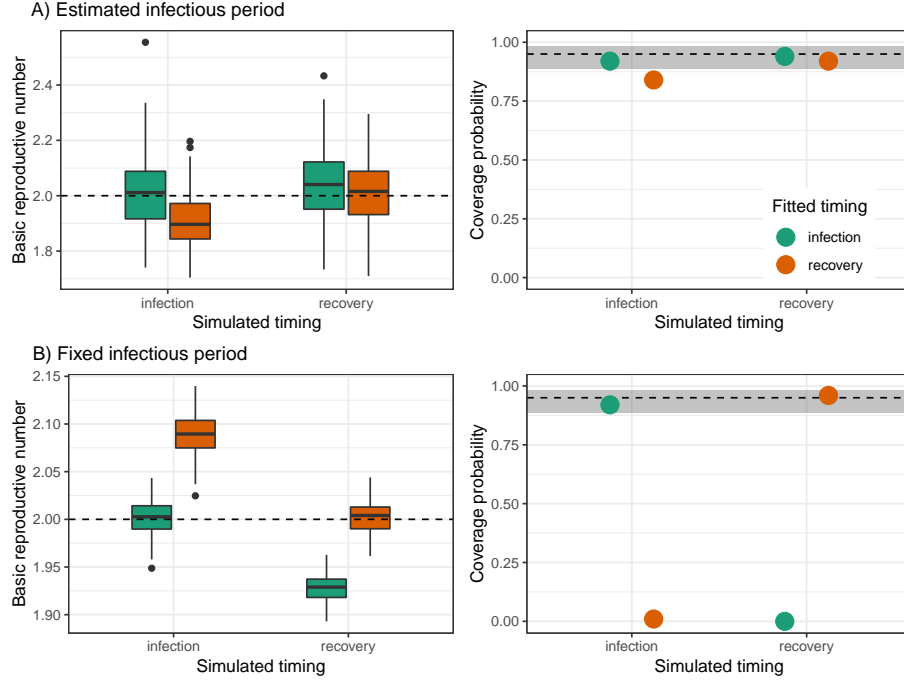 A) Estimated infectious period
Basic reproductive number
2.4
2.2
2.0
1.8
infection
recovery
Simulated timing
Coverage probability
1.00
0.75
0.50
0.25
0.00
Fitted timing
infection
recovery
infection
recovery
Simulated timing
B) Fixed infectious period
Basic reproductive number
2.15
2.10
2.05
2.00
1.95
1.90
infection
recovery
Simulated timing
Coverage probability
1.00
0.75
0.50
0.25
0.00
infection
recovery
Simulated timing